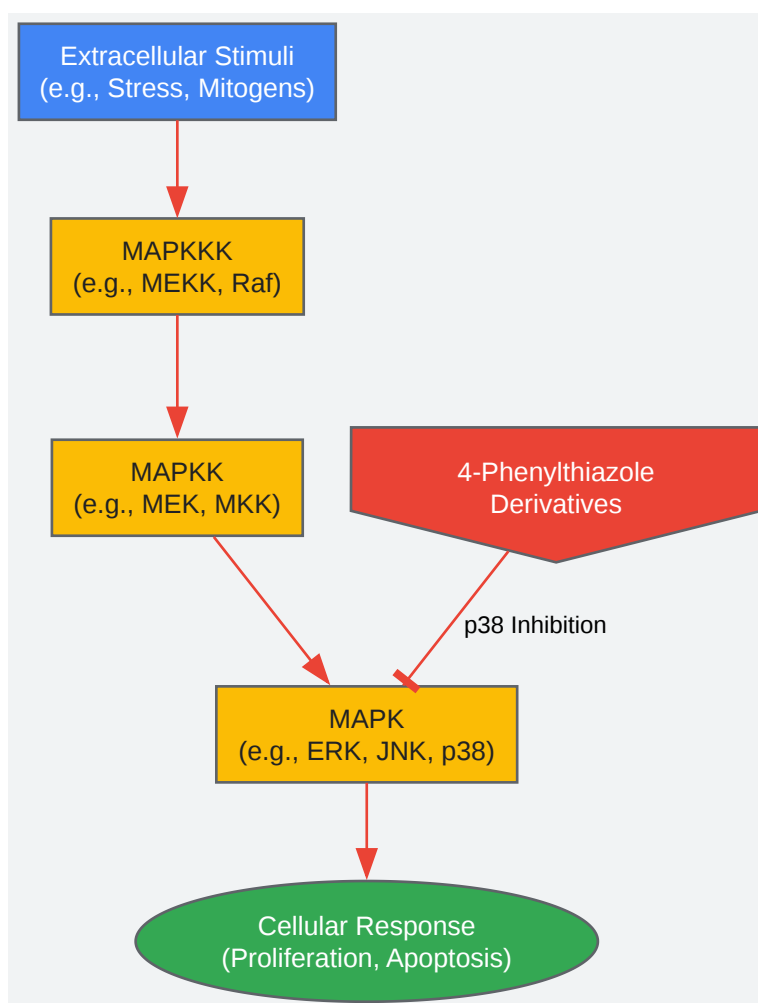 Extracellular Stimuli
(e.g., Stress, Mitogens)
MAPKKK
(e.g., MEKK, Raf)
MAPKK
(e.g., MEK, MKK)
4-Phenylthiazole
Derivatives
p38 Inhibition
MAPK
(e.g., ERK, JNK, p38)
Cellular Response
(Proliferation, Apoptosis)